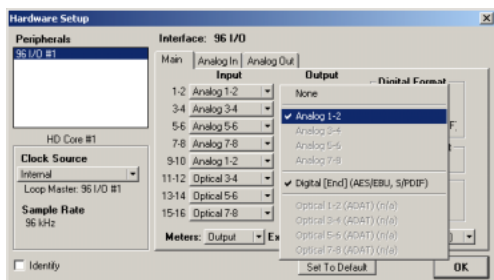 Hardware Setup
Peripherals
96 I/O #1
HD Core #1
Clock Source
Internal
Loop Master: 96 I/O #1
Sample Rate
96 kHz
Identify
Interface: 96 I/O
Main Analog In Analog Out
Input Output Digital Format
1-2 Analog 1-2
3-4 Analog 3-4
5-6 Analog 5-6
7-8 Analog 7-8
9-10 Analog 1-2
11-12 Optical 3-4
13-14 Optical 5-6
15-16 Optical 7-8
None
Analog 1-2
Analog 3-4
Analog 5-6
Analog 7-8
Digital [Encl] (AES/EBU, S/PDIF)
Optical 1-2 (ADAT) (n/a)
Optical 3-4 (ADAT) (n/a)
Optical 5-6 (ADAT) (n/a)
Optical 7-8 (ADAT) (n/a)
Meters: Output Ex
Set To Default
OK